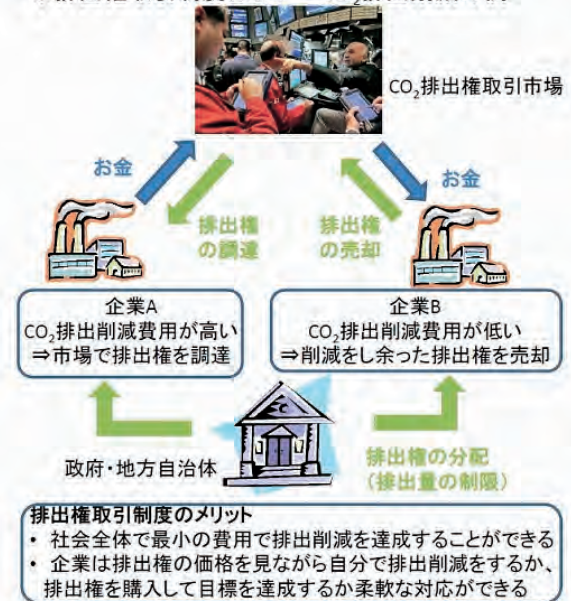 CO₂排出権取引市場
お金
お金
排出権
の調達
排出権
の売却
企業A
CO₂排出削減費用が高い
⇒市場で排出権を調達
企業B
CO₂排出削減費用が低い
⇒削減をし余った排出権を売却
政府・地方自治体
排出権の分配
(排出量の制限)
排出権取引制度のメリット
• 社会全体で最小の費用で排出削減を達成することができる
• 企業は排出権の価格を見ながら自分で排出削減をするか、
排出権を購入して目標を達成するか柔軟な対応ができる